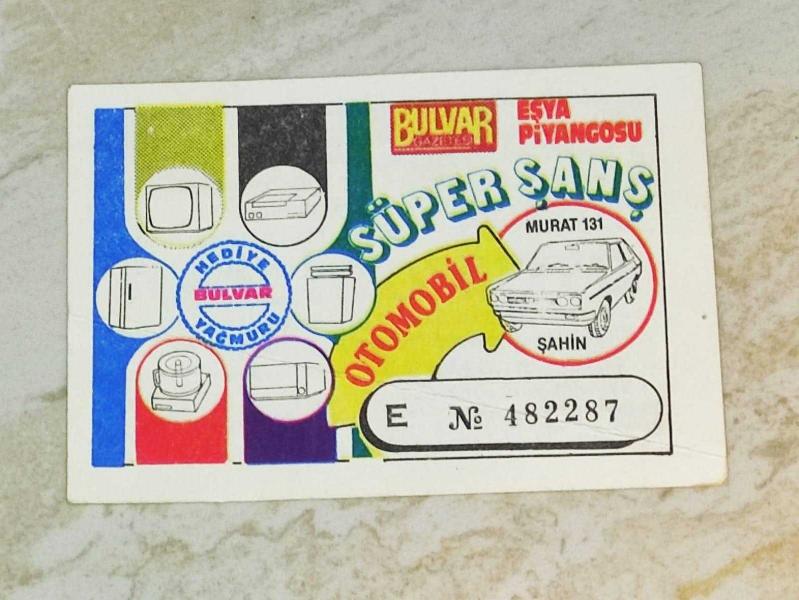 BULVAR
GAZETESİ
EŞYA
PİYANGOSU
SÜPER ŞANS
HEDİYE
BULVAR
YAĞMURU
OTOMOBİL
MURAT 131
ŞAHİN
E № 482287